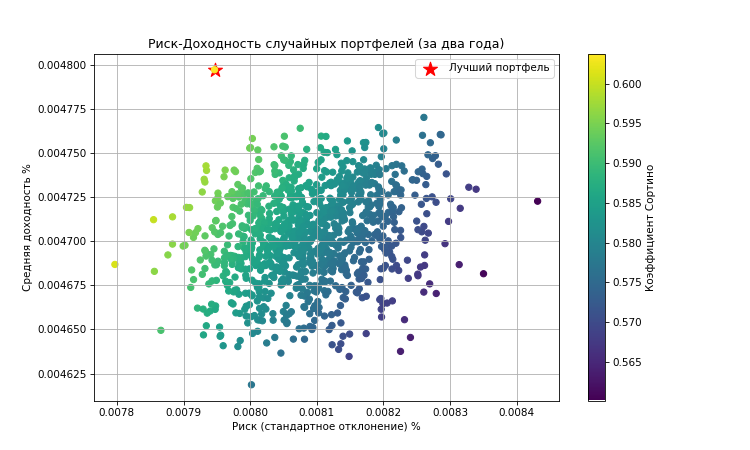 Риск-Доходность случайных портфелей (за два года)
Лучший портфель
Средняя доходность %
0.004800
0.004775
0.004750
0.004725
0.004700
0.004675
0.004650
0.004625
0.0078 0.0079 0.0080 0.0081 0.0082 0.0083 0.0084
Риск (стандартное отклонение) %
0.600
0.595
0.590
0.585
0.580
0.575
0.570
0.565
Коэффициент Сортино